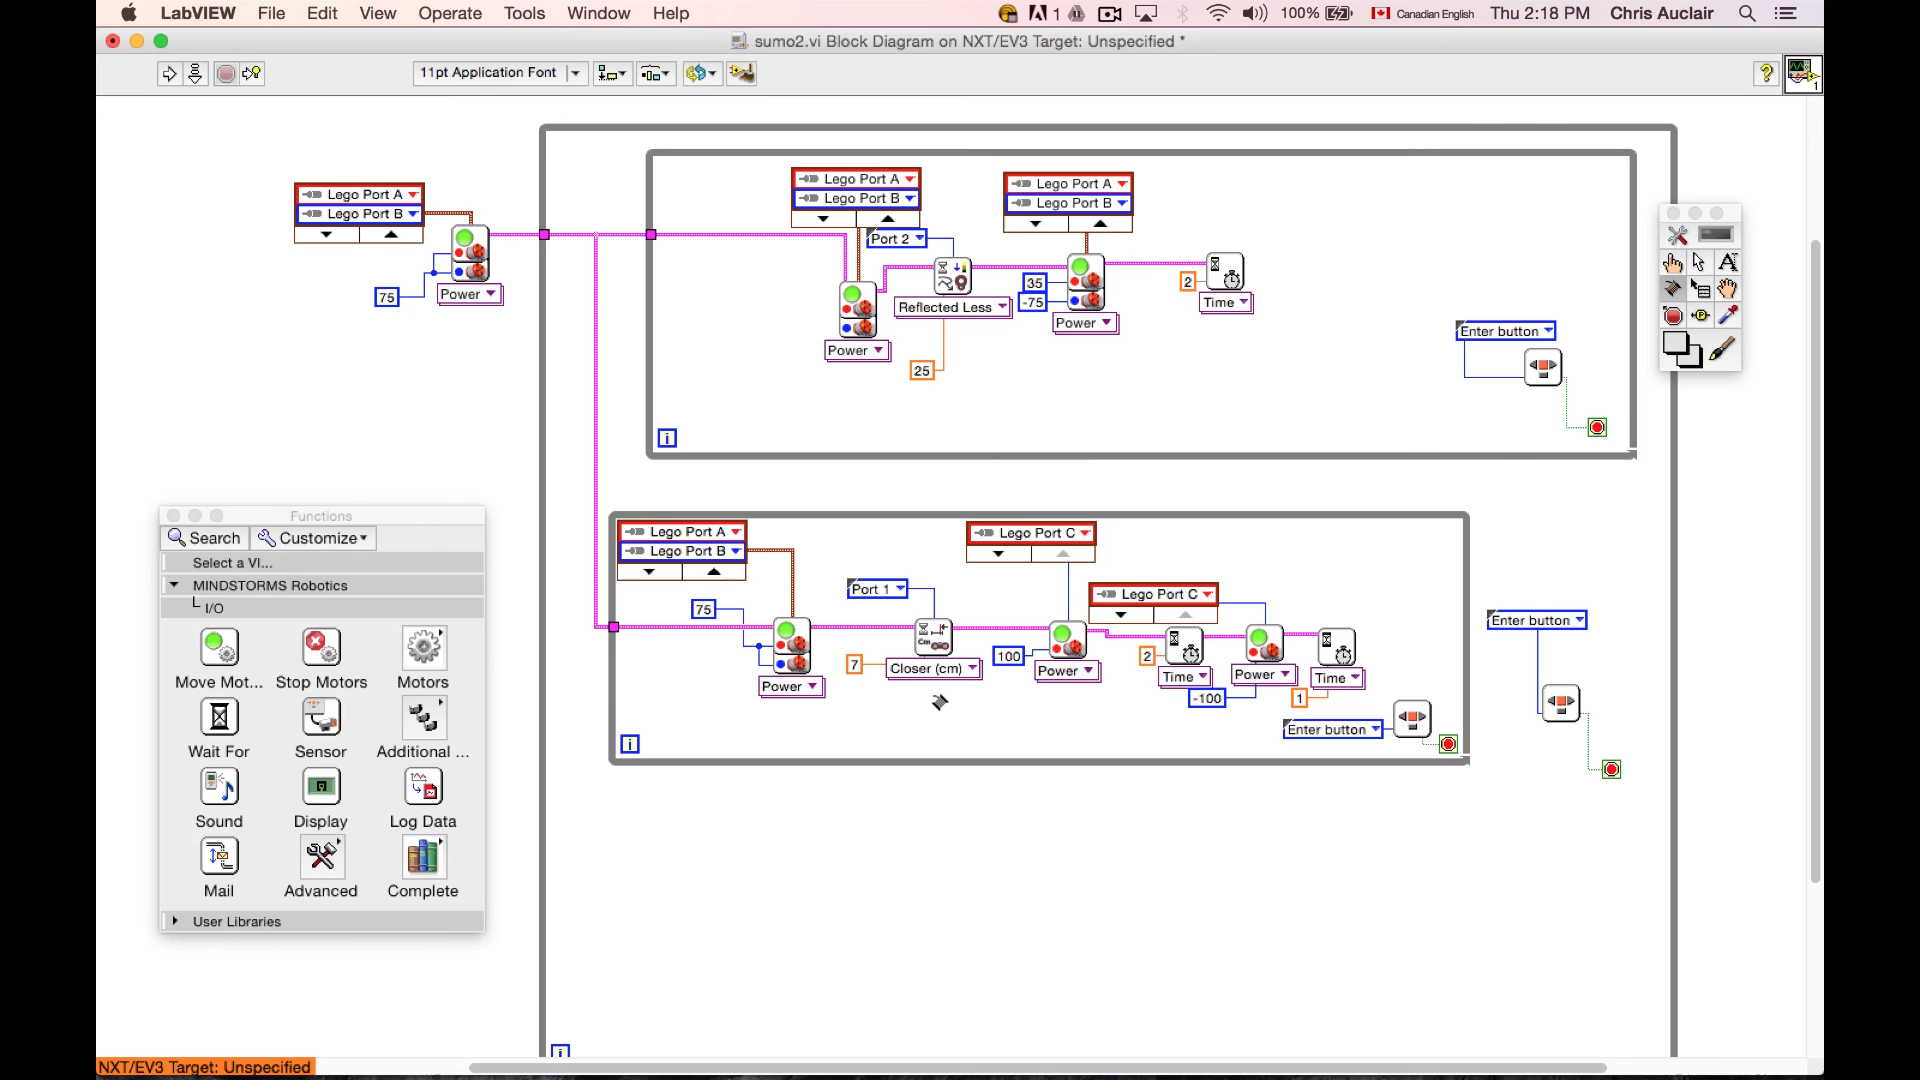 LabVIEW File Edit View Operate Tools Window Help
1 100% Canadian English Thu 2:18 PM Chris Auclair
sumo2.vi Block Diagram on NXT/EV3 Target: Unspecified *
11pt Application Font
?
1
Lego Port A
Lego Port B
75
Power
Lego Port A
Lego Port B
Port 2
Power
Reflected Less
25
Lego Port A
Lego Port B
35
-75
Power
2
Time
Enter button
i
Lego Port A
Lego Port B
75
Power
Port 1
Cm
7
Closer (cm)
Lego Port C
100
Power
Lego Port C
2
Time
Power
-100
Time
1
Enter button
i
Enter button
i
Functions
Search Customize
Select a VI...
MINDSTORMS Robotics
I/O
Move Mot... Stop Motors Motors
Wait For Sensor Additional ...
Sound Display Log Data
Mail Advanced Complete
User Libraries
A
P
NXT/EV3 Target: Unspecified